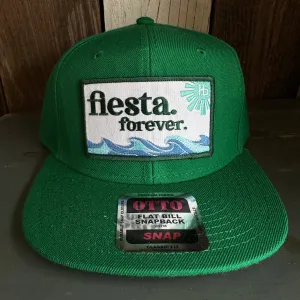 fiesta.
forever.
OTTO
FLAT BILL
SNAPBACK
SNAP